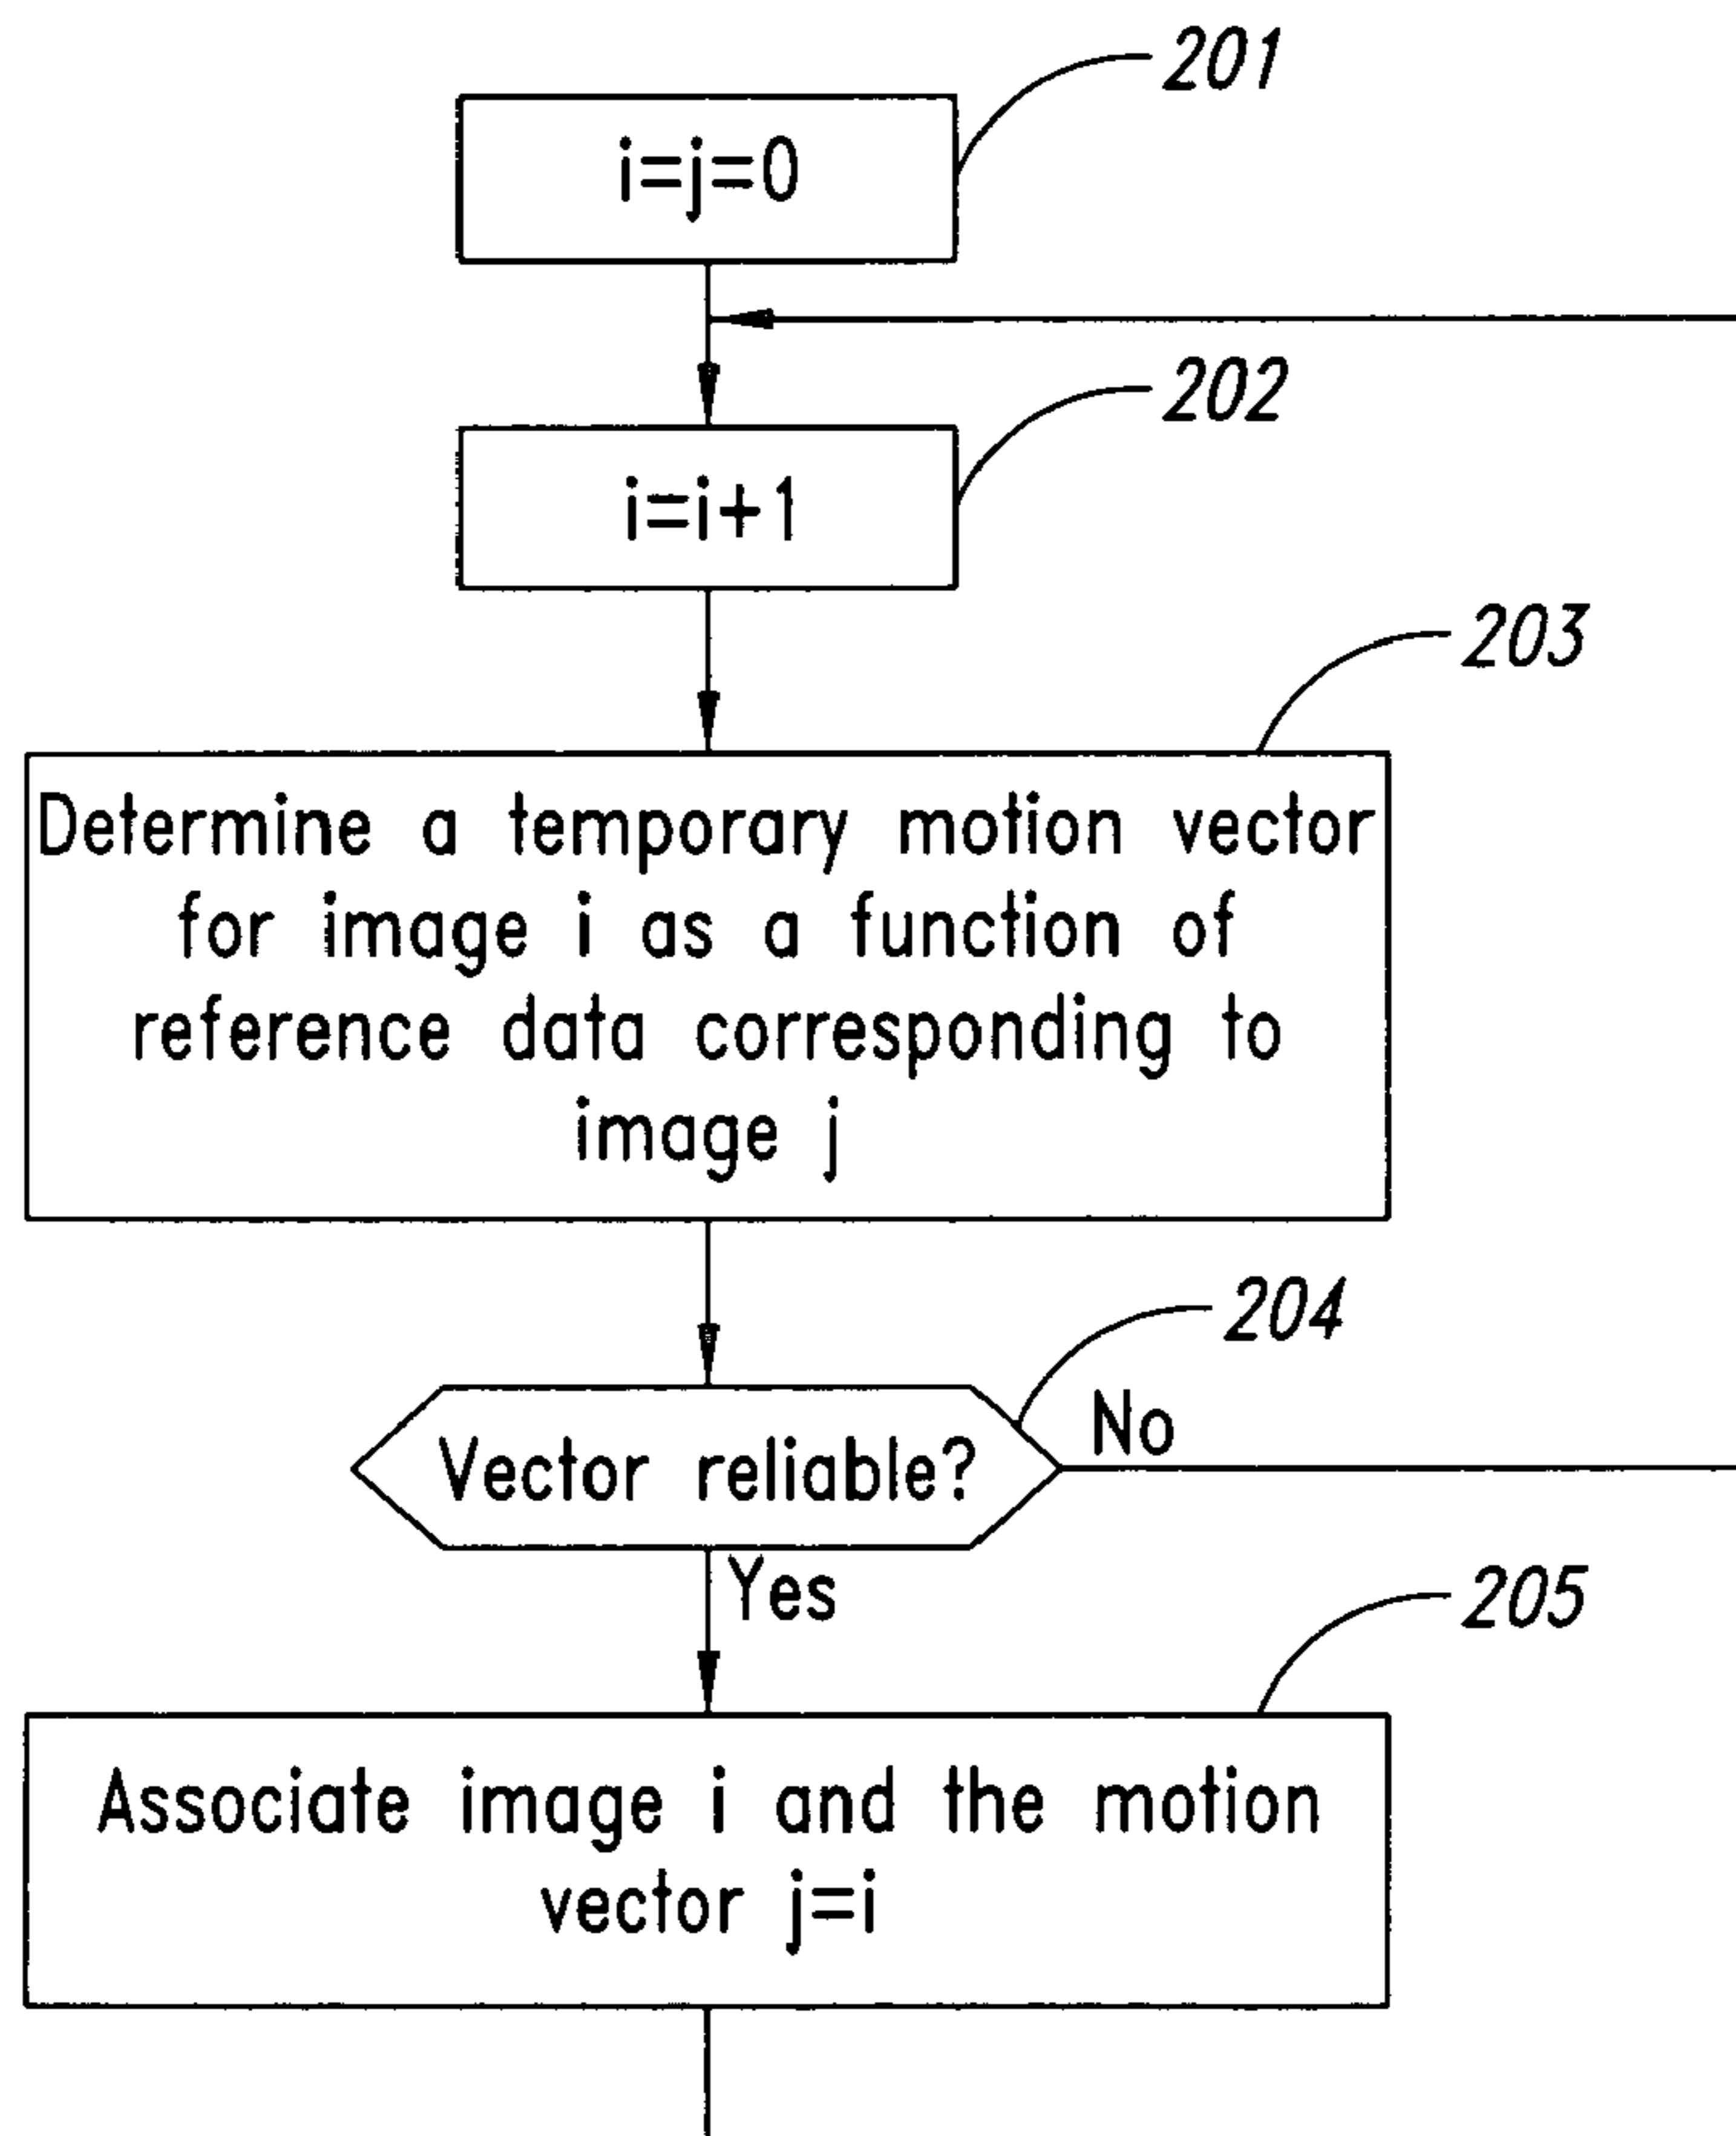 201
i=j=0
202
i=i+1
203
Determine a temporary motion vector
for image i as a function of
reference data corresponding to
image j
204
Vector reliable?
No
Yes
205
Associate image i and the motion
vector j=i